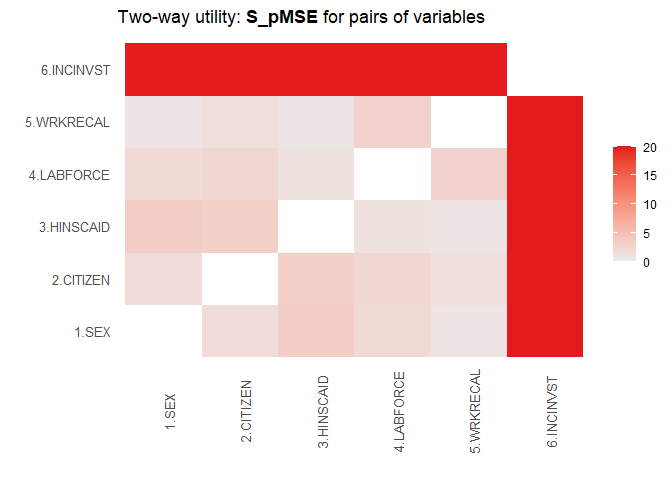 Two-way utility: S_pMSE for pairs of variables
6.INCINVST
5.WRKRECAL
4.LABFORCE
3.HINSCAID
2.CITIZEN
1.SEX
20
15
10
5
0
1.SEX
2.CITIZEN
3.HINSCAID
4.LABFORCE
5.WRKRECAL
6.INCINVST